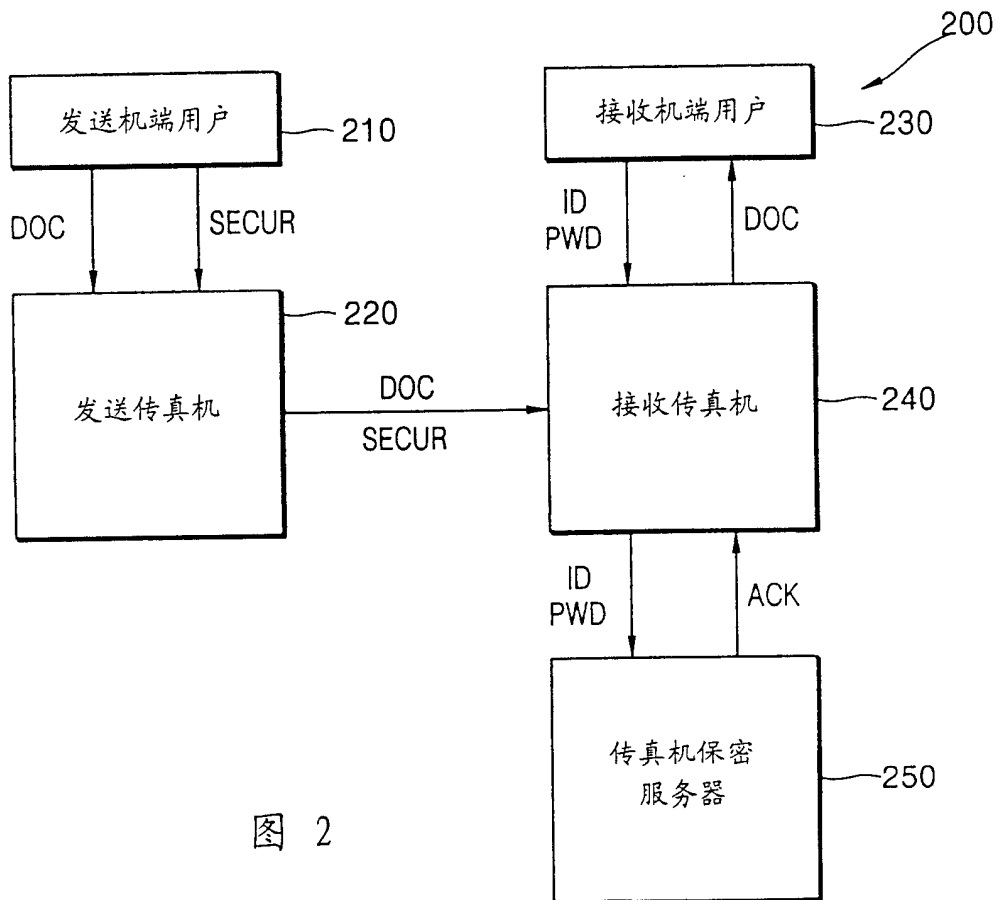 200
发送机端用户
210
接收机端用户
230
DOC
SECUR
ID
PWD
DOC
220
发送传真机
DOC
SECUR
接收传真机
240
ID
PWD
ACK
传真机保密
服务器
250
图 2